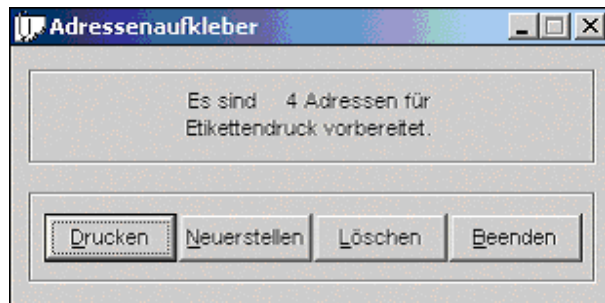 Adressenaufkleber
Es sind 4 Adressen für
Etikettendruck vorbereitet.
Drucken Neuerstellen Löschen Beenden